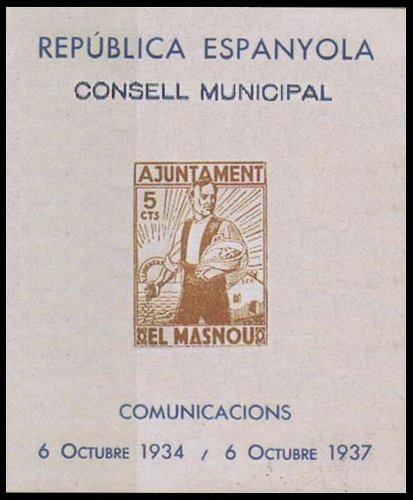 REPÚBLICA ESPANYOLA
CONSELL MUNICIPAL
AJUNTAMENT
5
CTS
EL MASNOU
COMUNICACIONS
6 OCTUBRE 1934 / 6 OCTUBRE 1937